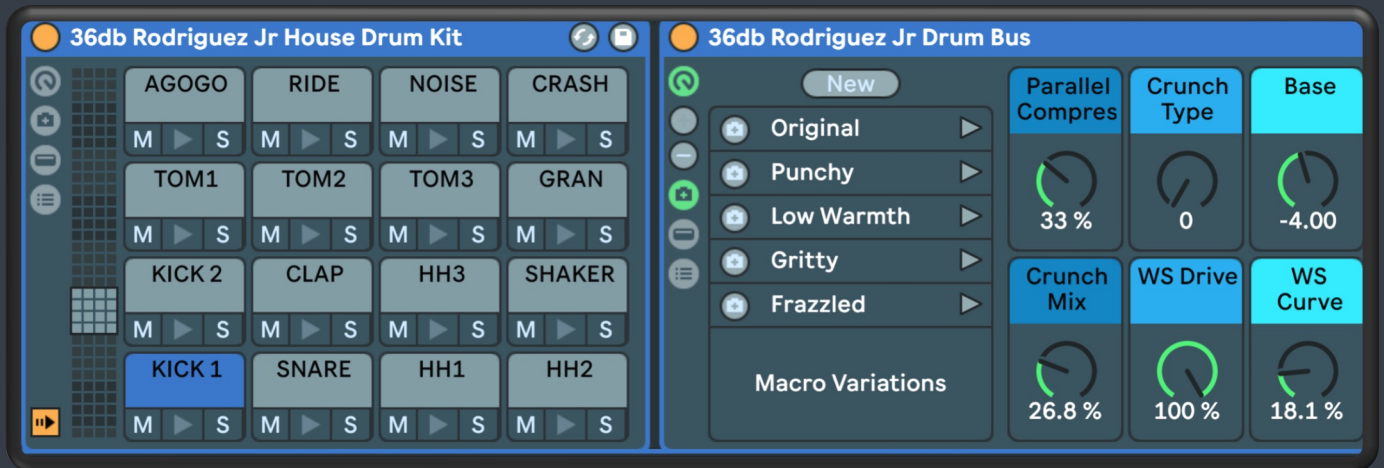 36db Rodriguez Jr House Drum Kit
AGOGO RIDE NOISE CRASH
M S M S M S M S
TOM1 TOM2 TOM3 GRAN
M S M S M S M S
KICK 2 CLAP HH3 SHAKER
M S M S M S M S
KICK 1 SNARE HH1 HH2
M S M S M S M S
36db Rodriguez Jr Drum Bus
New
Original
Punchy
Low Warmth
Gritty
Frazzled
Macro Variations
Parallel
Compres
33 %
Crunch
Type
0
Base
-4.00
Crunch
Mix
26.8 %
WS Drive
100 %
WS
Curve
18.1 %